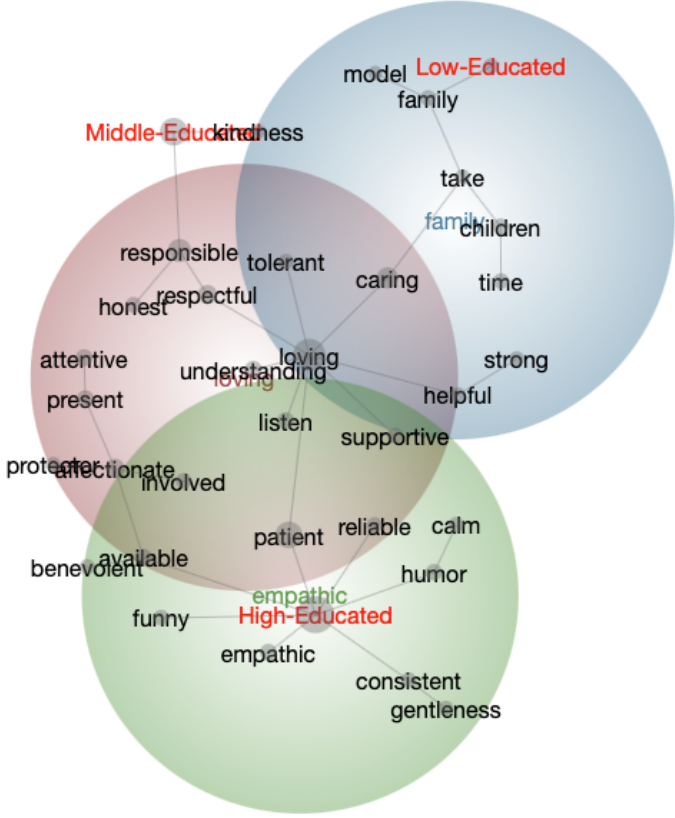 Low-Educated
model
family
Middle-Educated
kindness
take
family
children
responsible
tolerant
caring
time
honest
respectful
attentive
loving
strong
understanding
loving
present
helpful
listen
supportive
protector
affectionate
involved
reliable
calm
patient
available
benevolent
humor
empathic
High-Educated
funny
empathic
consistent
gentleness